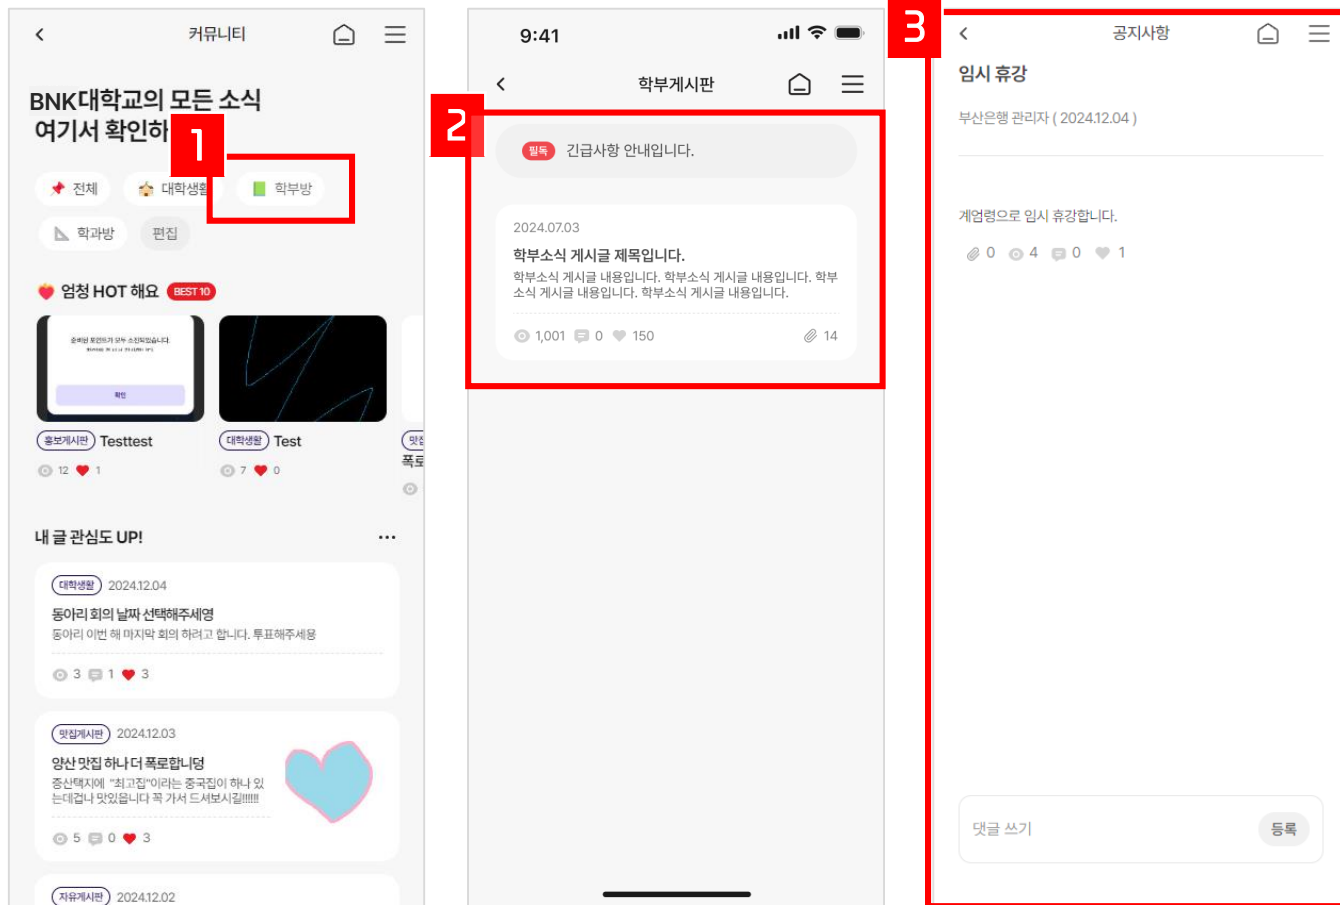 커뮤니티
BNK대학교의 모든 소식
여기서 확인하
1
전체
대학생활
학부방
학과방
편집
엄청 HOT 해요 BEST 10
준비된 포인트가 모두 소진되었습니다.
확인
홍보게시판 Testtest
12 1
대학생활 Test
7 0
폭로
내 글 관심도 UP!
...
대학생활 2024.12.04
동아리 회의 날짜 선택해주세영
동아리 이번 해 마지막 회의 하려고 합니다. 투표해주세용
3 1 3
맛집게시판 2024.12.03
양산 맛집 하나 더 폭로합니덩
증산택지에 "최고집"이라는 중국집이 하나 있
는데겁나 맛있읍니다 꼭 가서 드셔보시길!!!!!!
5 0 3
자유게시판 2024.12.02
9:41
학부게시판
2
필독 긴급사항 안내입니다.
2024.07.03
학부소식 게시글 제목입니다.
학부소식 게시글 내용입니다. 학부소식 게시글 내용입니다. 학부
소식 게시글 내용입니다. 학부소식 게시글 내용입니다.
1,001 0 150 14
3
공지사항
임시 휴강
부산은행 관리자 ( 2024.12.04 )
계엄령으로 임시 휴강합니다.
0 4 0 1
댓글 쓰기
등록